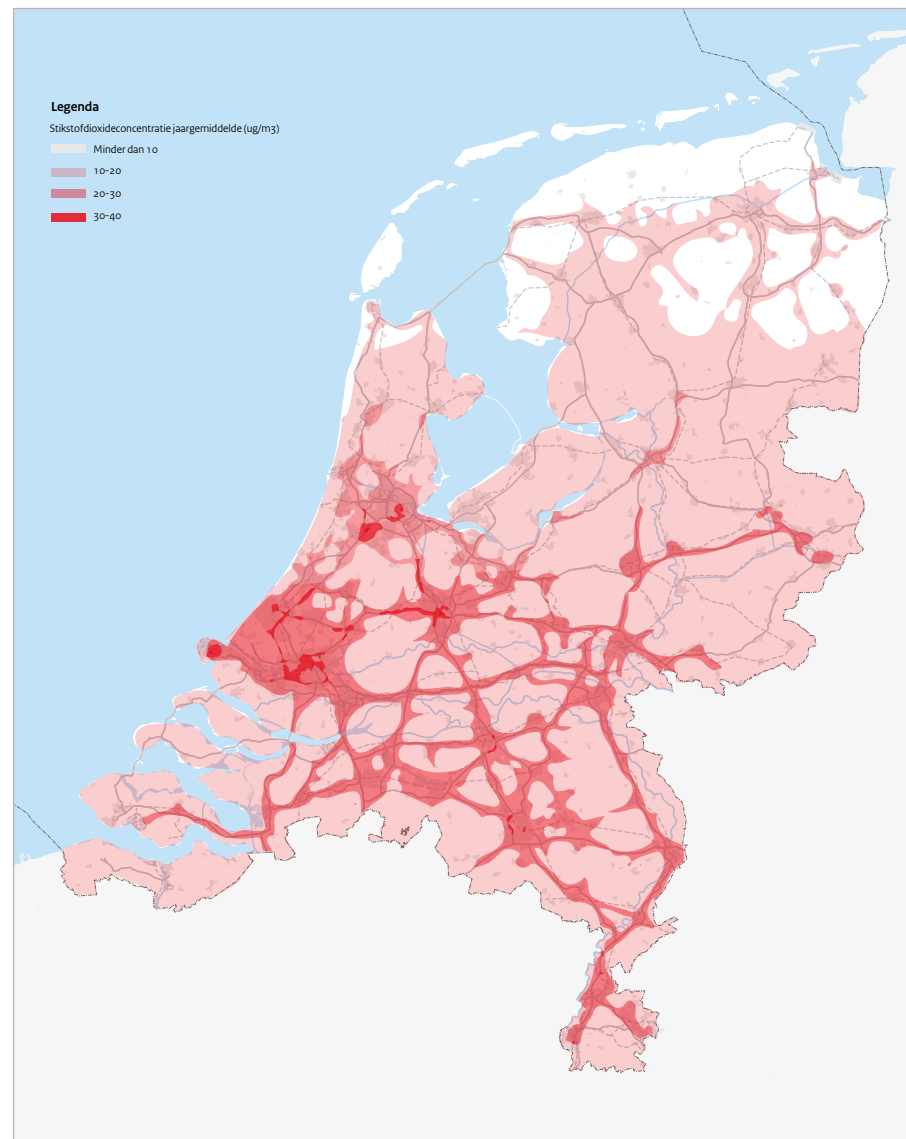 Legenda
Stikstofdioxideconcentratie jaargemiddelde (ug/m3)
Minder dan 10
10-20
20-30
30-40